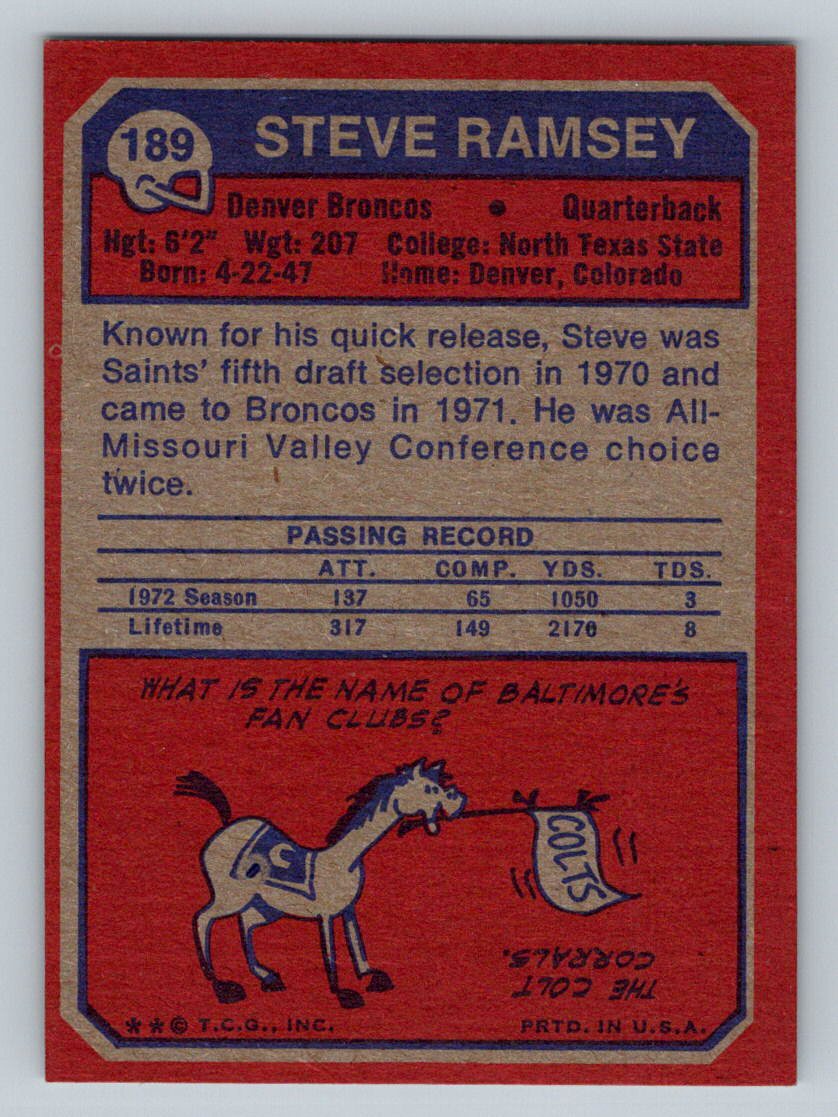 189
STEVE RAMSEY
Denver Broncos • Quarterback
Hgt: 6'2" Wgt: 207 College: North Texas State
Born: 4-22-47 Home: Denver, Colorado
Known for his quick release, Steve was
Saints' fifth draft selection in 1970 and
came to Broncos in 1971. He was All-
Missouri Valley Conference choice
twice.
PASSING RECORD
ATT. COMP. YDS. TDS.
1972 Season 137 65 1050 3
Lifetime 317 149 2170 8
WHAT IS THE NAME OF BALTIMORE'S
FAN CLUBS?
COLTS
THE COLT
CORRALS.
**© T.C.G., INC. PRTD. IN U.S.A.